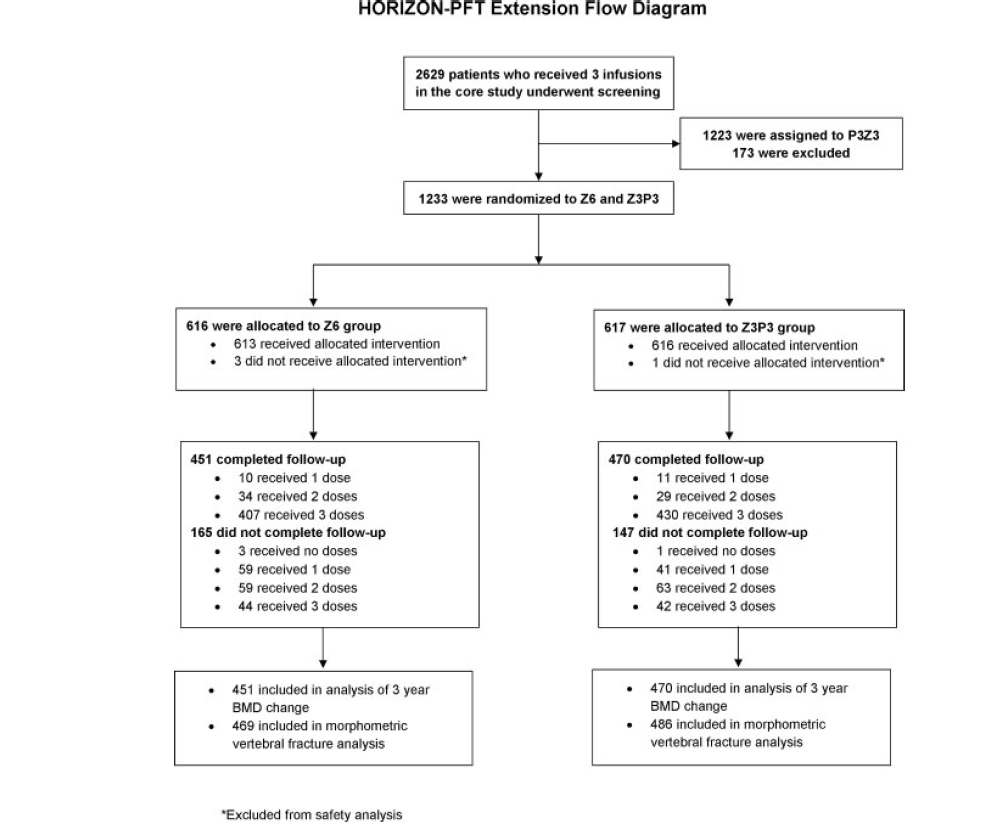 HORIZON-PFT Extension Flow Diagram
2629 patients who received 3 infusions
in the core study underwent screening
1223 were assigned to P3Z3
173 were excluded
1233 were randomized to Z6 and Z3P3
616 were allocated to Z6 group
• 613 received allocated intervention
• 3 did not receive allocated intervention*
617 were allocated to Z3P3 group
• 616 received allocated intervention
• 1 did not receive allocated intervention*
451 completed follow-up
• 10 received 1 dose
• 34 received 2 doses
• 407 received 3 doses
165 did not complete follow-up
• 3 received no doses
• 59 received 1 dose
• 59 received 2 doses
• 44 received 3 doses
470 completed follow-up
• 11 received 1 dose
• 29 received 2 doses
• 430 received 3 doses
147 did not complete follow-up
• 1 received no doses
• 41 received 1 dose
• 63 received 2 doses
• 42 received 3 doses
• 451 included in analysis of 3 year
BMD change
• 469 included in morphometric
vertebral fracture analysis
• 470 included in analysis of 3 year
BMD change
• 486 included in morphometric
vertebral fracture analysis
*Excluded from safety analysis